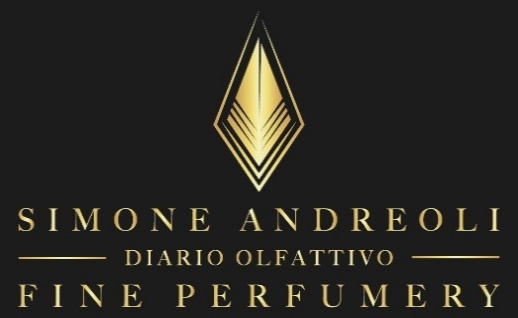 SIMONE ANDREOLI
DIARIO OLFATTIVO
FINE PERFUMERY